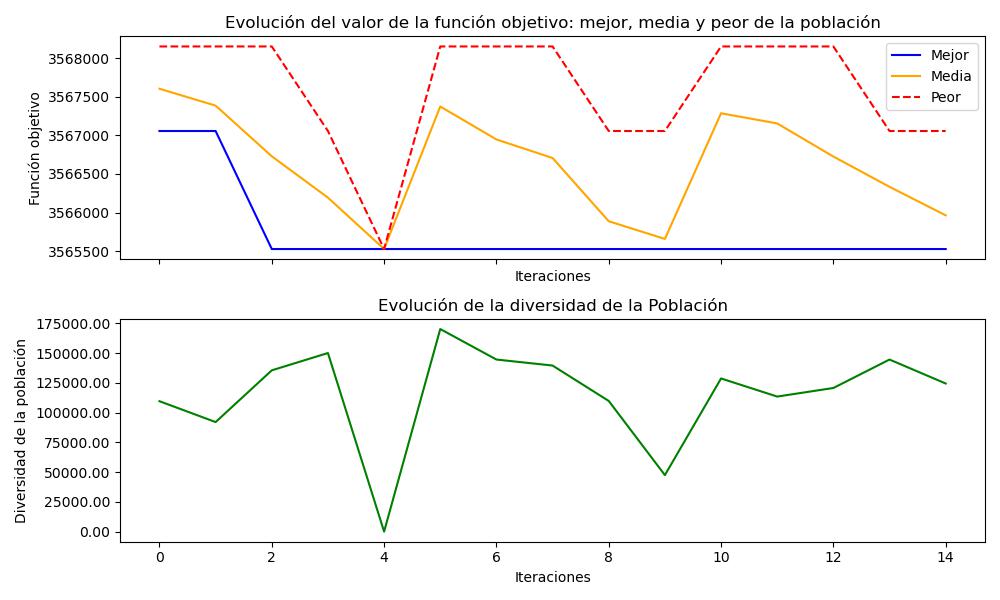 Evolución del valor de la función objetivo: mejor, media y peor de la población
Función objetivo
3568000
3567500
3567000
3566500
3566000
3565500
Mejor
Media
Peor
Iteraciones
Evolución de la diversidad de la Población
Diversidad de la población
175000.00
150000.00
125000.00
100000.00
75000.00
50000.00
25000.00
0.00
0 2 4 6 8 10 12 14
Iteraciones